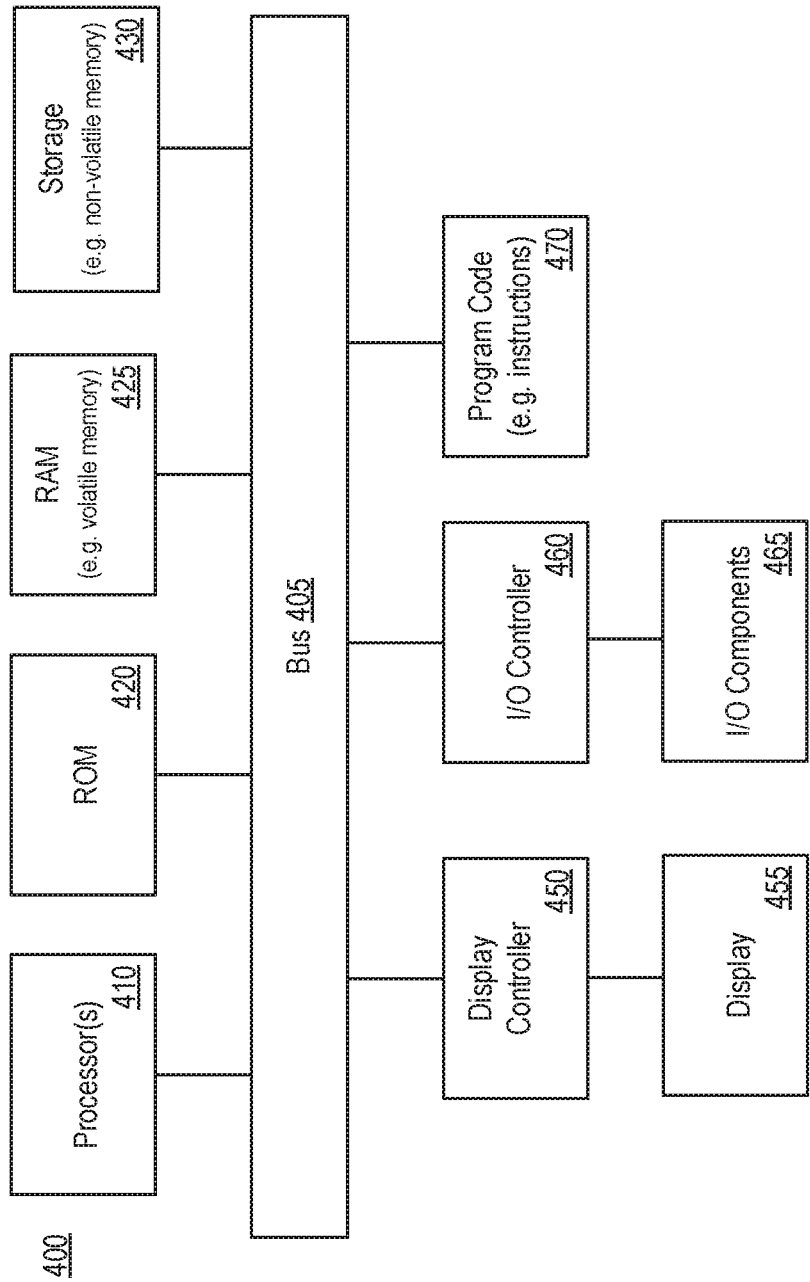 400
Processor(s)
410
ROM
420
RAM
(e.g. volatile memory)
425
Storage
(e.g. non-volatile memory)
430
Bus 405
Display
Controller
450
I/O Controller
460
Program Code
(e.g. instructions)
470
Display
455
I/O Components
465